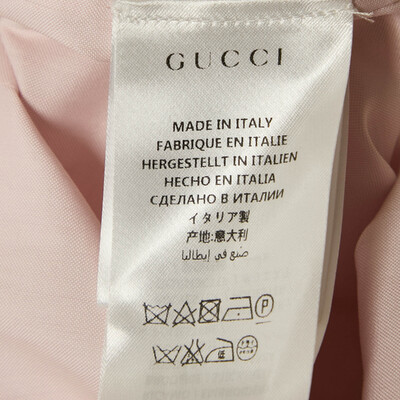 GUCCI
MADE IN ITALY
FABRIQUE EN ITALIE
HERGESTELLT IN ITALIEN
HECHO EN ITALIA
СДЕЛАНО В ИТАЛИИ
イタリア製
产地:意大利
صنع في إيطاليا
P